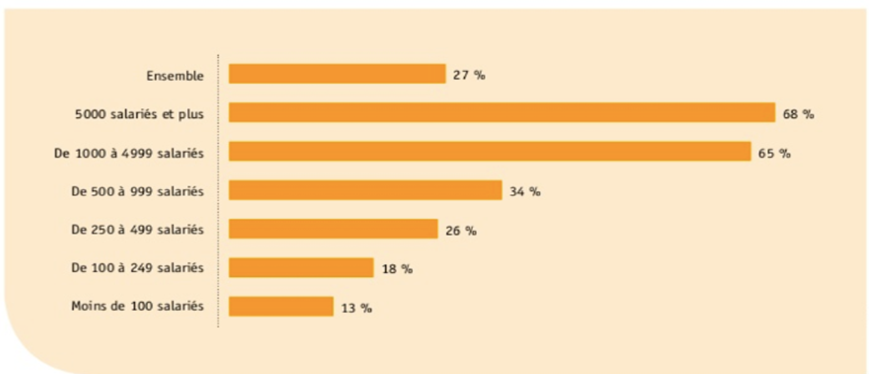 Ensemble 27 %
5000 salariés et plus 68 %
De 1000 à 4999 salariés 65 %
De 500 à 999 salariés 34 %
De 250 à 499 salariés 26 %
De 100 à 249 salariés 18 %
Moins de 100 salariés 13 %